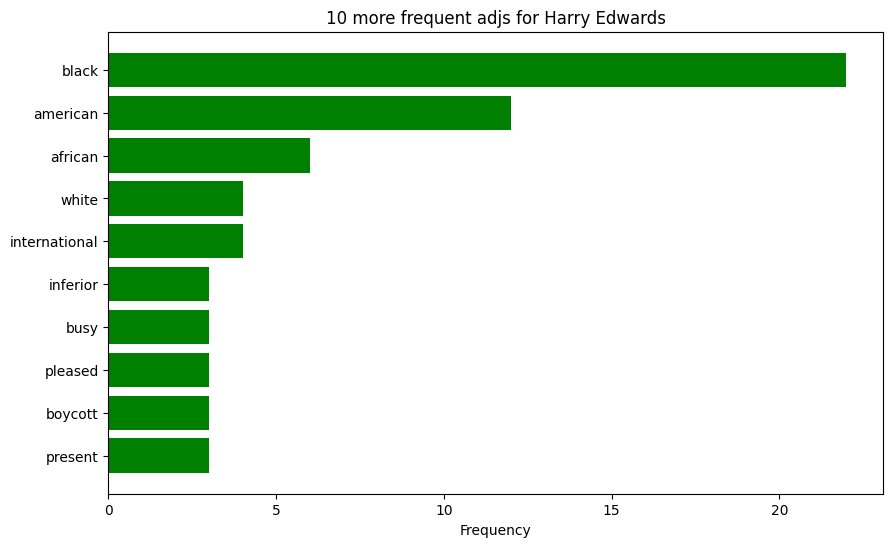 10 more frequent adjs for Harry Edwards
black
american
african
white
international
inferior
busy
pleased
boycott
present
0 5 10 15 20
Frequency